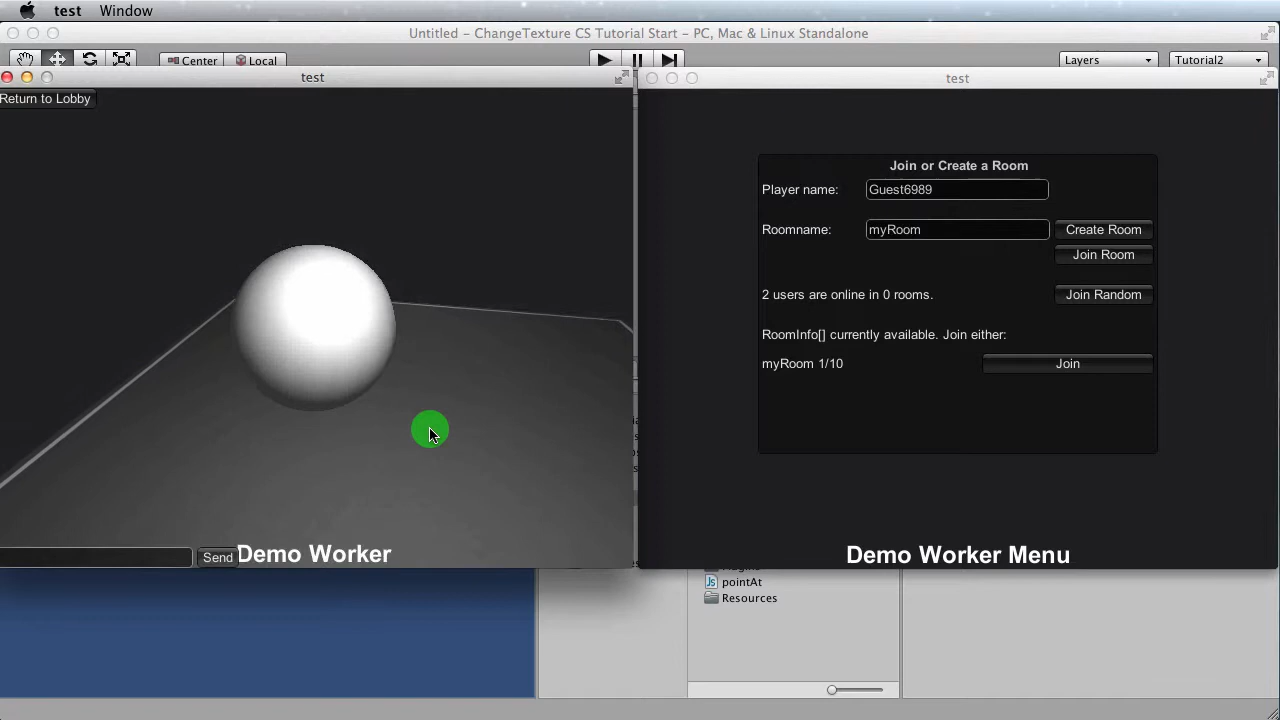 test Window
Untitled – ChangeTexture CS Tutorial Start – PC, Mac & Linux Standalone
Center Local Layers Tutorial2
test
Return to Lobby
Send
Demo Worker
test
Join or Create a Room
Player name: Guest6989
Roomname: myRoom Create Room
Join Room
2 users are online in 0 rooms. Join Random
RoomInfo[] currently available. Join either:
myRoom 1/10 Join
Demo Worker Menu
pointAt
Resources